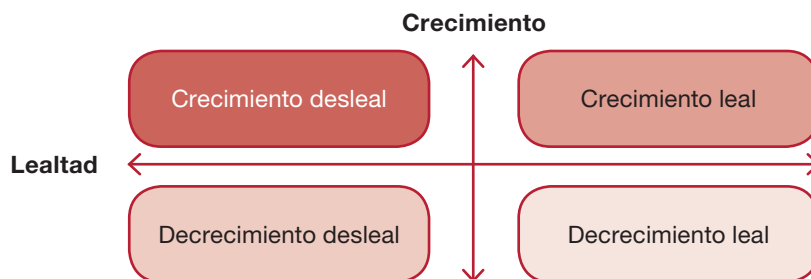 Crecimiento
Crecimiento desleal
Crecimiento leal
Lealtad
Decrecimiento desleal
Decrecimiento leal